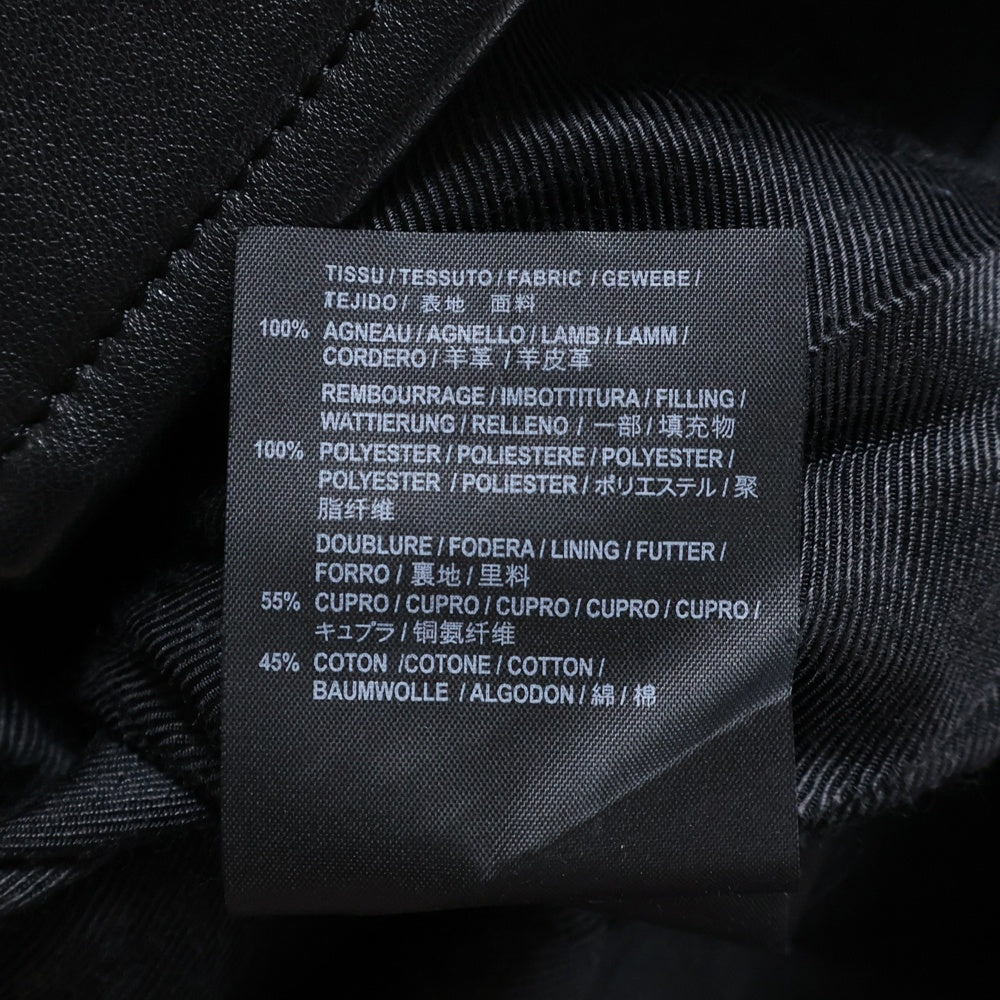 TISSU / TESSUTO / FABRIC / GEWEBE /
TEJIDO / 表地 面料
100% AGNEAU / AGNELLO / LAMB / LAMM /
CORDERO / 羊革 / 羊皮革
REMBOURRAGE / IMBOTTITURA / FILLING /
WATTIERUNG / RELLENO / 一部 / 填充物
100% POLYESTER / POLIESTERE / POLYESTER /
POLYESTER / POLIESTER / ポリエステル / 聚
脂纤维
DOUBLURE / FODERA / LINING / FUTTER /
FORRO / 裏地 / 里料
55% CUPRO / CUPRO / CUPRO / CUPRO / CUPRO /
キュプラ / 铜氨纤维
45% COTON /COTONE / COTTON /
BAUMWOLLE / ALGODON / 綿 / 棉